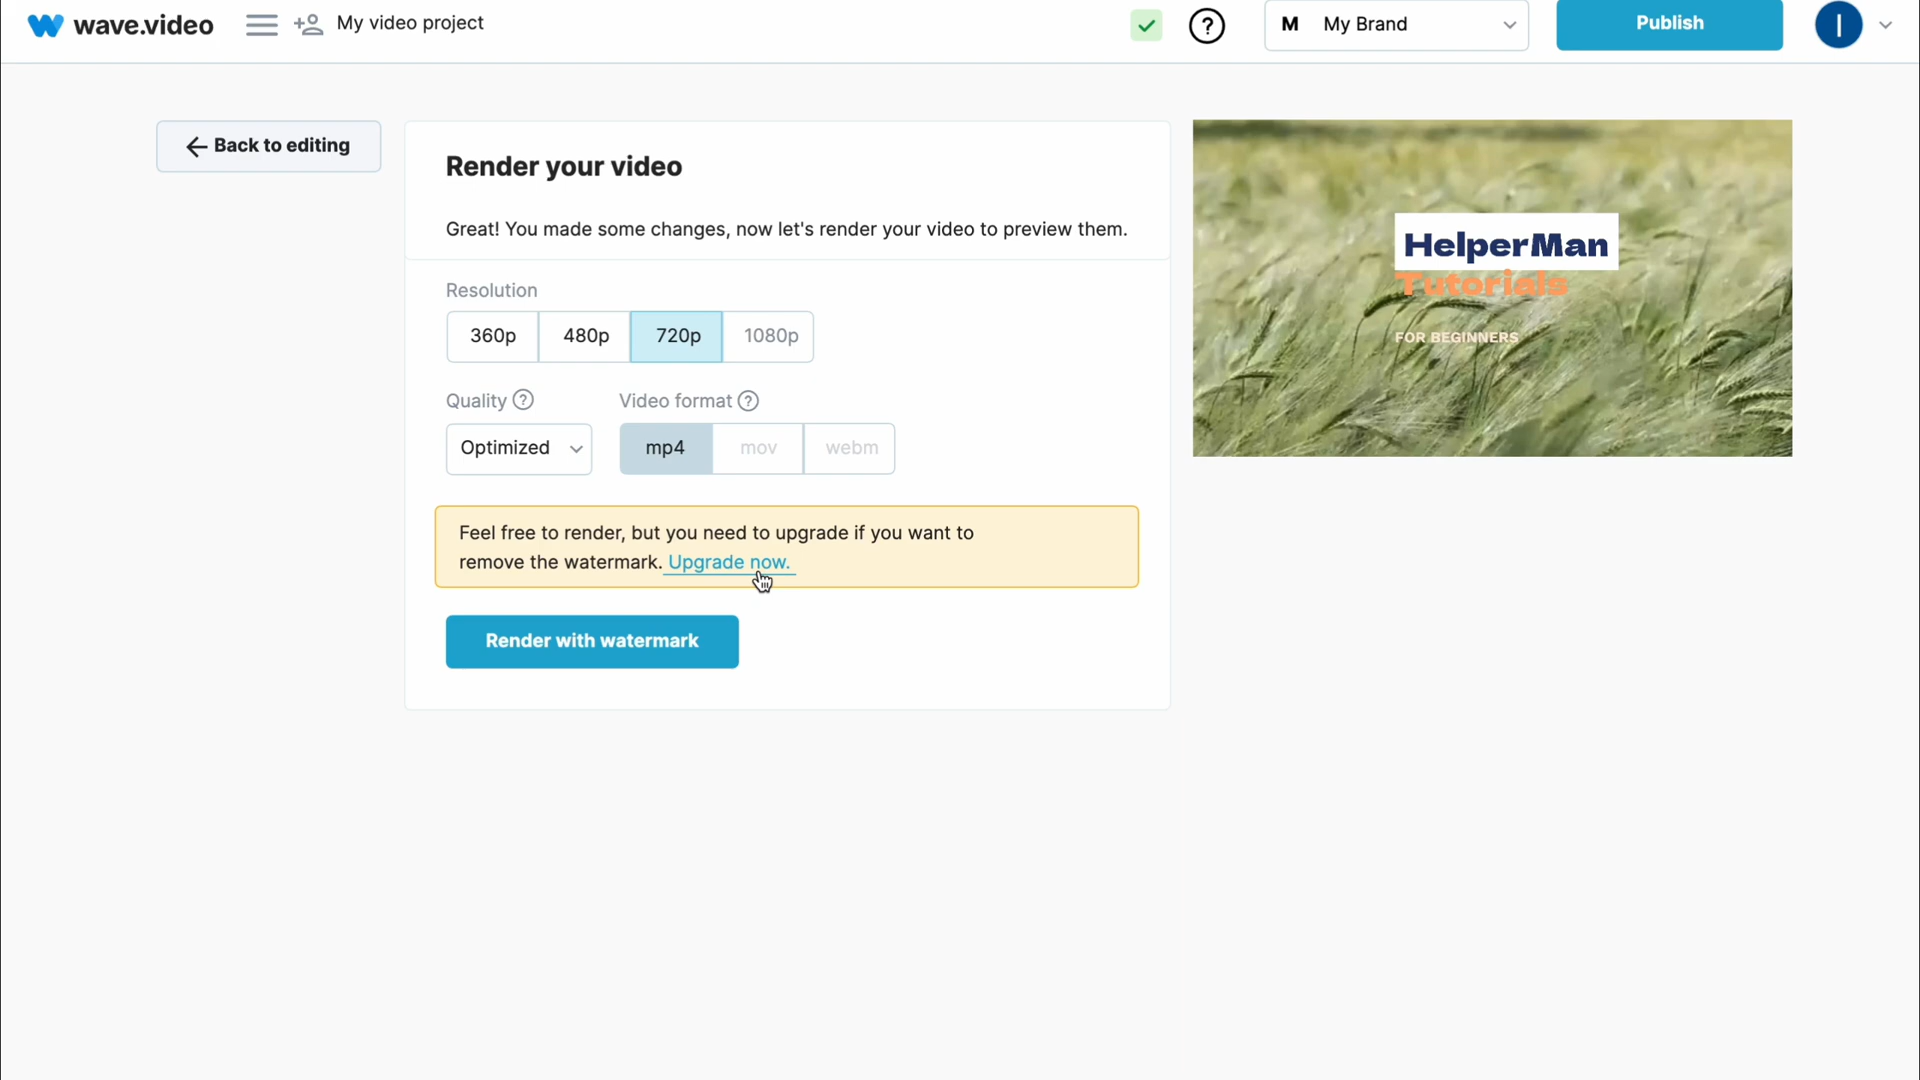 wave.video
My video project
M My Brand
Publish
I
Back to editing
Render your video
Great! You made some changes, now let's render your video to preview them.
Resolution
360p 480p 720p 1080p
Quality ? Video format ?
Optimized mp4 mov webm
Feel free to render, but you need to upgrade if you want to
remove the watermark. Upgrade now.
Render with watermark
HelperMan
Tutorials
FOR BEGINNERS